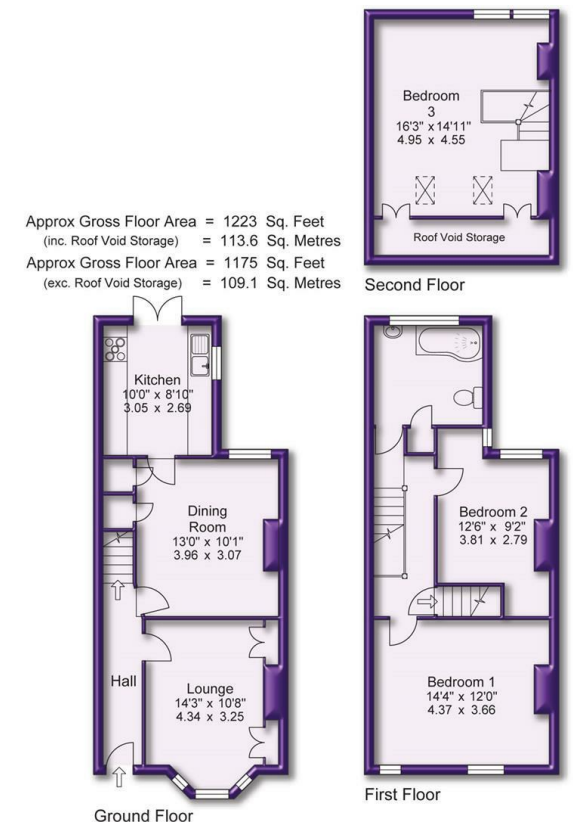 Bedroom
3
16'3" x 14'11"
4.95 x 4.55
Roof Void Storage
Second Floor
Approx Gross Floor Area = 1223 Sq. Feet
(inc. Roof Void Storage) = 113.6 Sq. Metres
Approx Gross Floor Area = 1175 Sq. Feet
(exc. Roof Void Storage) = 109.1 Sq. Metres
Kitchen
10'0" x 8'10"
3.05 x 2.69
Dining
Room
13'0" x 10'1"
3.96 x 3.07
Hall
Lounge
14'3" x 10'8"
4.34 x 3.25
Ground Floor
Bedroom 2
12'6" x 9'2"
3.81 x 2.79
Bedroom 1
14'4" x 12'0"
4.37 x 3.66
First Floor